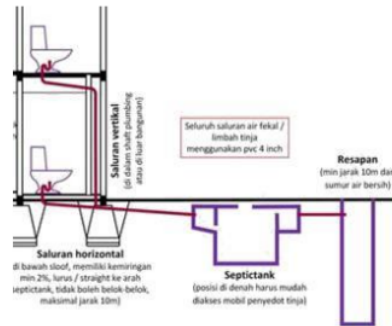 Saluran vertikal
(di dalam shaft plumbing
atau di luar bangunan)
Seluruh saluran air fekal /
limbah tinja
menggunakan pvc 4 inch
Resapan
(min jarak 10m dari
sumur air bersih)
Saluran horizontal
di bawah sloof, memiliki kemiringan
min 2%, lurus / straight ke arah
septictank, tidak boleh belok-belok,
maksimal jarak 10m)
Septictank
(posisi di denah harus mudah
diakses mobil penyedot tinja)